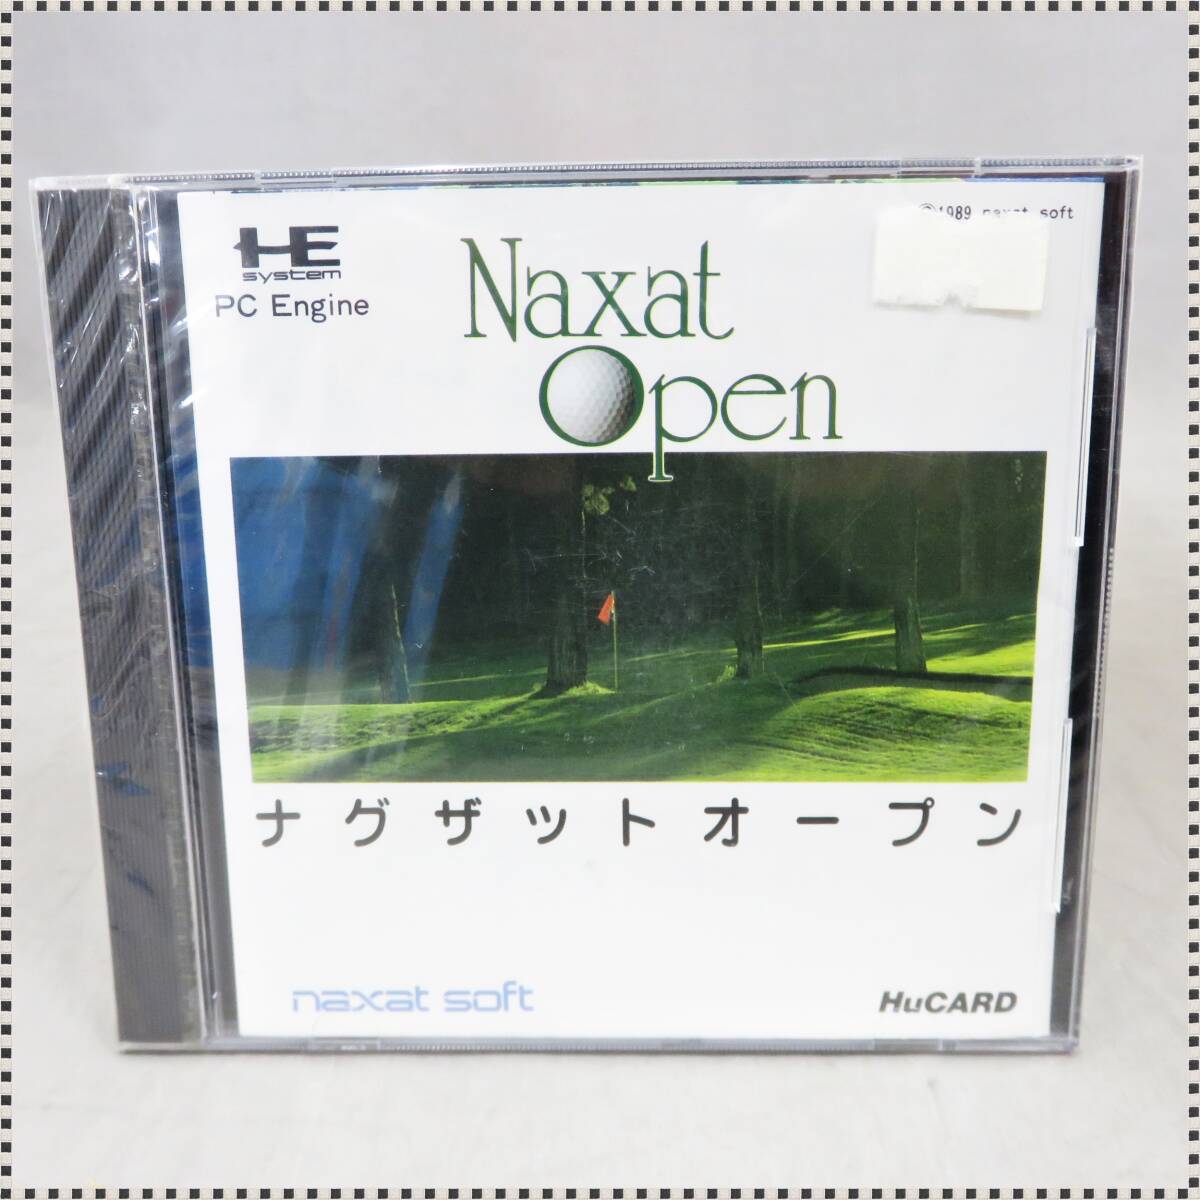 ©1989 naxat soft
HE
system
PC Engine
Naxat
Open
ナグザットオープン
naxat soft
HuCARD